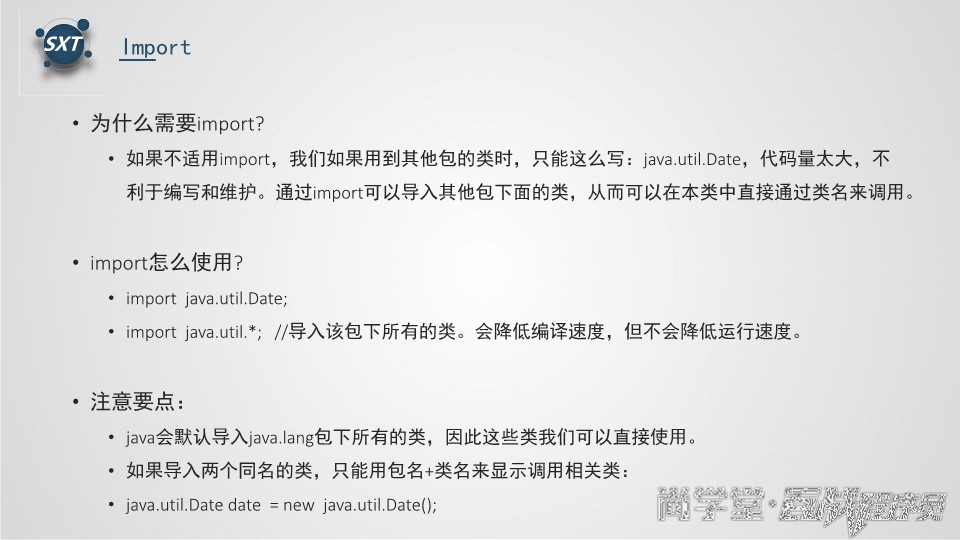 SXT
Import
• 为什么需要import?
• 如果不适用import，我们如果用到其他包的类时，只能这么写：java.util.Date，代码量太大，不
利于编写和维护。通过import可以导入其他包下面的类，从而可以在本类中直接通过类名来调用。
• import怎么使用?
• import java.util.Date;
• import java.util.*; //导入该包下所有的类。会降低编译速度，但不会降低运行速度。
• 注意要点：
• java会默认导入java.lang包下所有的类，因此这些类我们可以直接使用。
• 如果导入两个同名的类，只能用包名+类名来显示调用相关类：
• java.util.Date date = new java.util.Date();
尚学堂·百战程序员